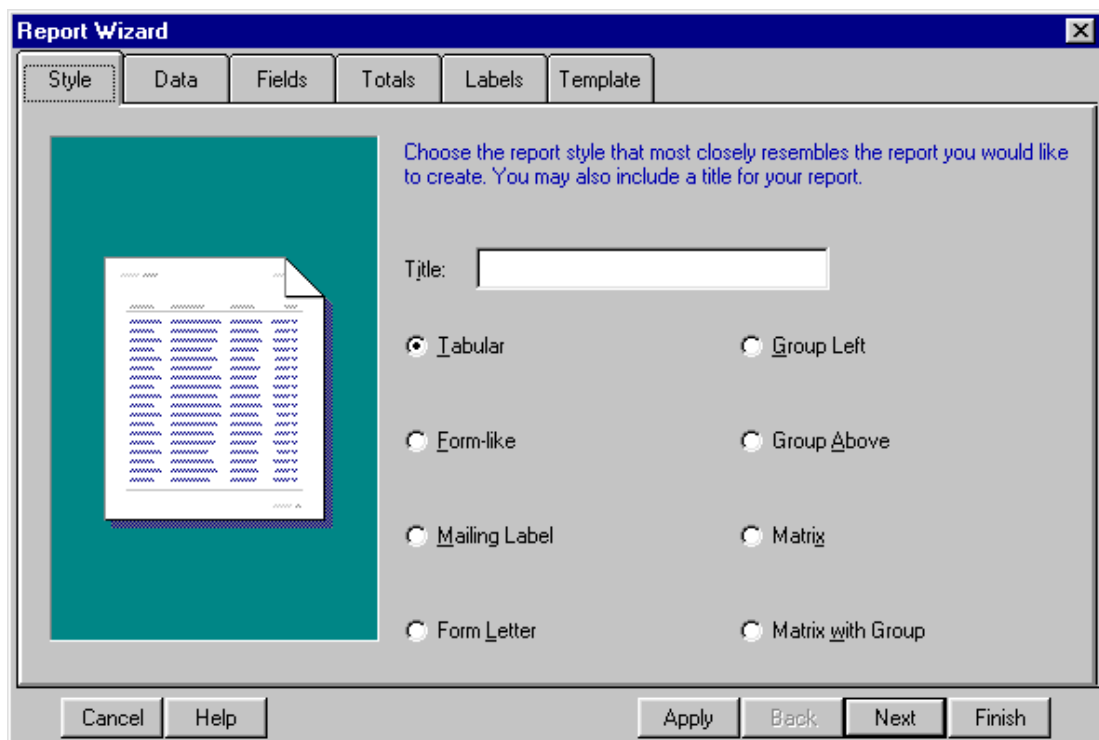 Report Wizard
Style Data Fields Totals Labels Template
Choose the report style that most closely resembles the report you would like
to create. You may also include a title for your report.
Title:
Tabular Group Left
Form-like Group Above
Mailing Label Matrix
Form Letter Matrix with Group
Cancel Help Apply Back Next Finish